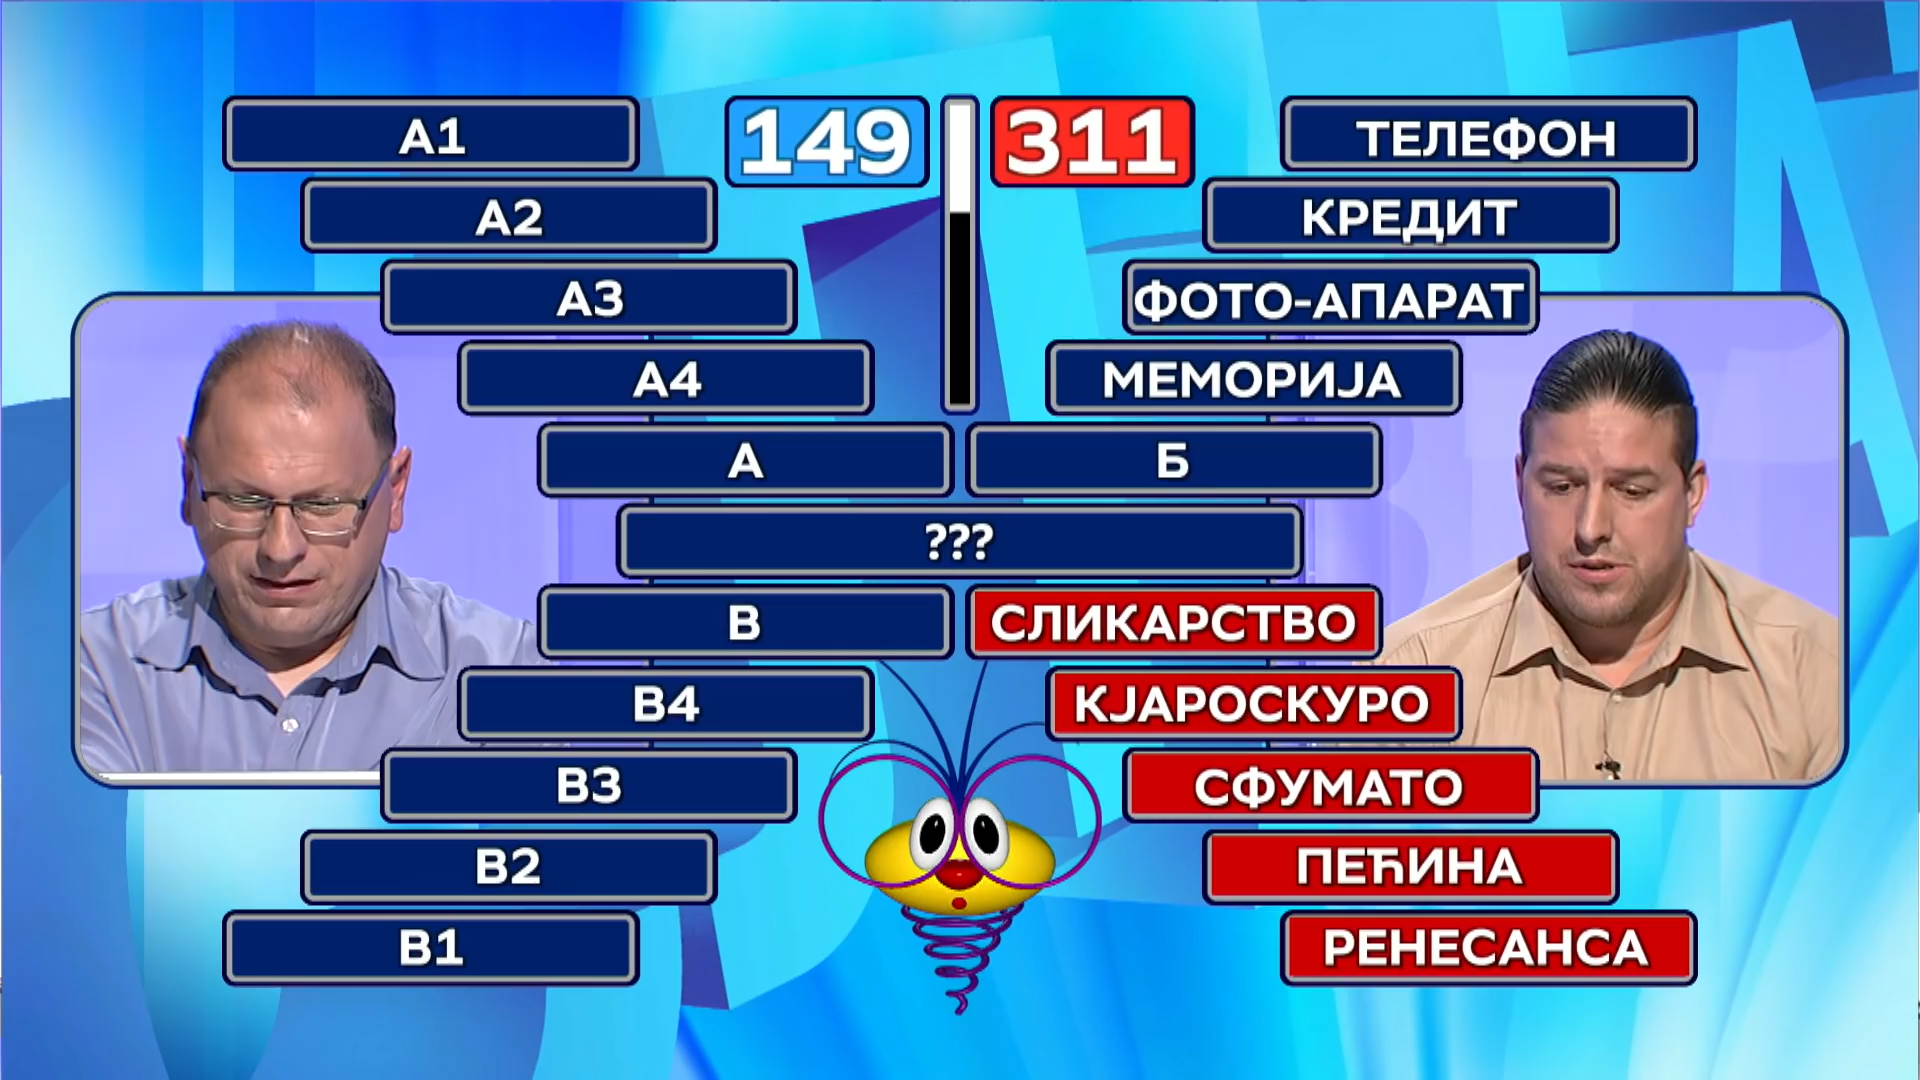 А1
149
311
ТЕЛЕФОН
А2
КРЕДИТ
А3
ФОТО-АПАРАТ
А4
МЕМОРИЈА
А
Б
???
В
СЛИКАРСТВО
В4
КЈАРОСКУРО
В3
СФУМАТО
В2
ПЕЋИНА
В1
РЕНЕСАНСА